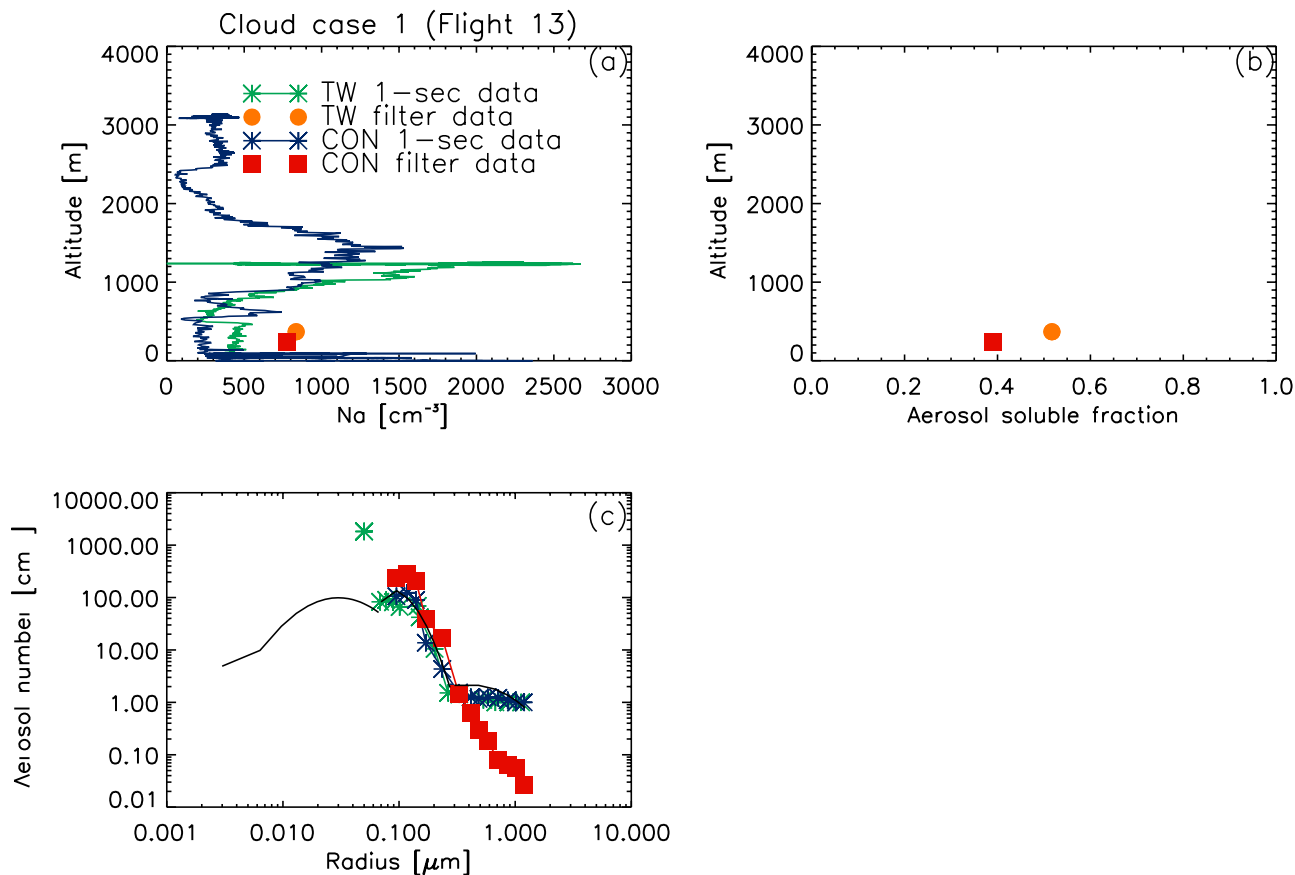 Cloud case 1 (Flight 13)
(a)
4000
3000
2000
1000
0
Altitude [m]
TW 1-sec data
TW filter data
CON 1-sec data
CON filter data
0 500 1000 1500 2000 2500 3000
Na [cm⁻³]
(b)
4000
3000
2000
1000
0
Altitude [m]
0.0 0.2 0.4 0.6 0.8 1.0
Aerosol soluble fraction
(c)
10000.00
1000.00
100.00
10.00
1.00
0.10
0.01
Aerosol number [cm ]
0.001 0.010 0.100 1.000 10.000
Radius [μm]